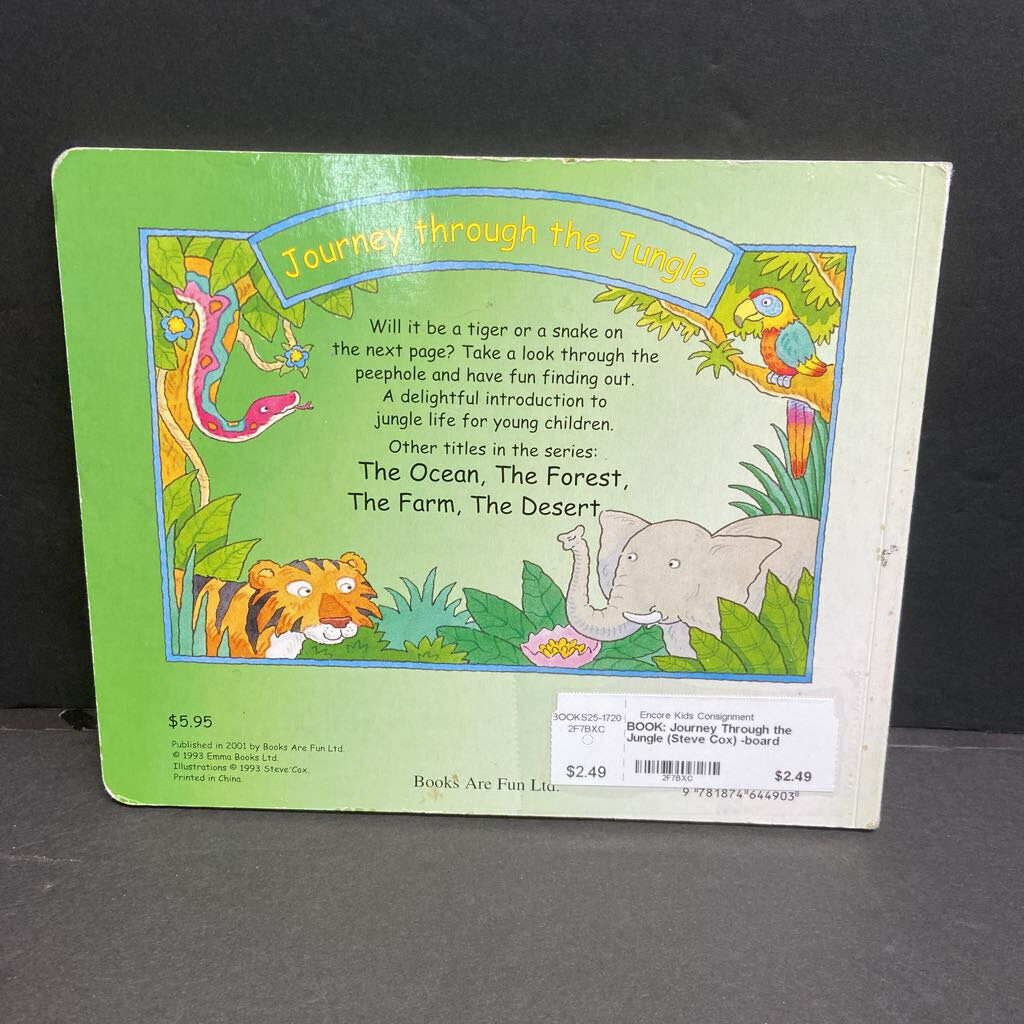 Journey through the Jungle
Will it be a tiger or a snake on
the next page? Take a look through the
peephole and have fun finding out.
A delightful introduction to
jungle life for young children.
Other titles in the series:
The Ocean, The Forest,
The Farm, The Desert
$5.95
Published in 2001 by Books Are Fun Ltd.
© 1993 Emma Books Ltd.
Illustrations © 1993 Steve Cox.
Printed in China.
Books Are Fun Ltd.
BOOKS25-1720
2F7BXC
$2.49
Encore Kids Consignment
BOOK: Journey Through the
Jungle (Steve Cox) -board
2F7BXC
$2.49
9 781874 644903